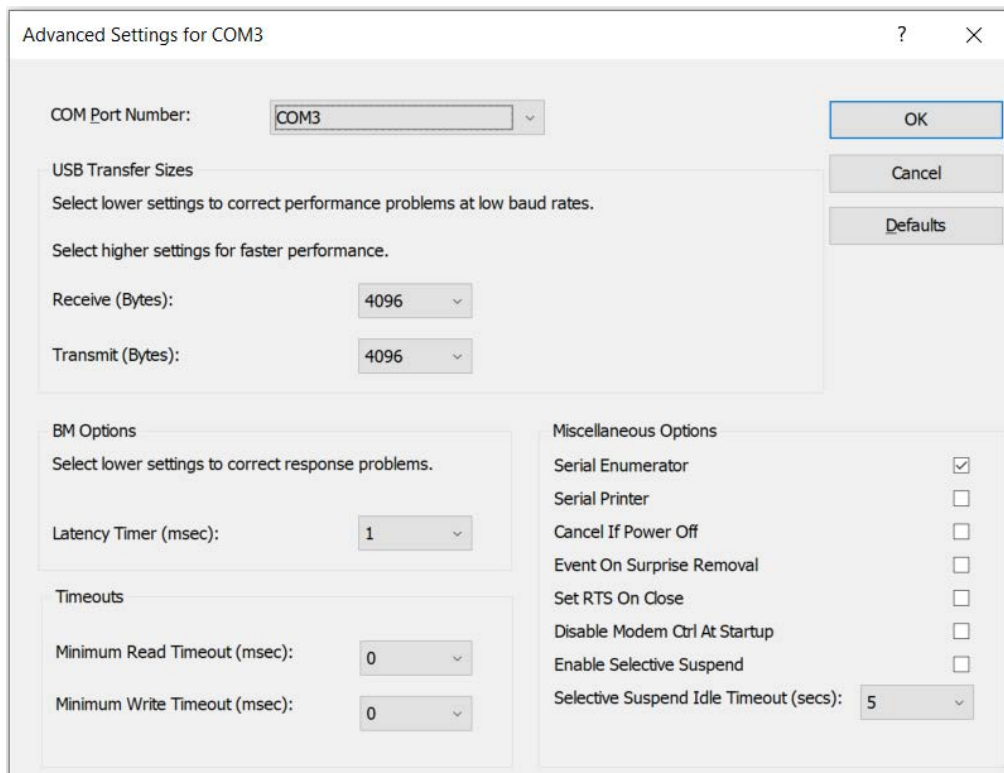 Advanced Settings for COM3
?
COM Port Number:
COM3
OK
Cancel
Defaults
USB Transfer Sizes
Select lower settings to correct performance problems at low baud rates.
Select higher settings for faster performance.
Receive (Bytes):
4096
Transmit (Bytes):
4096
BM Options
Select lower settings to correct response problems.
Latency Timer (msec):
1
Timeouts
Minimum Read Timeout (msec):
0
Minimum Write Timeout (msec):
0
Miscellaneous Options
Serial Enumerator
Serial Printer
Cancel If Power Off
Event On Surprise Removal
Set RTS On Close
Disable Modem Ctrl At Startup
Enable Selective Suspend
Selective Suspend Idle Timeout (secs):
5